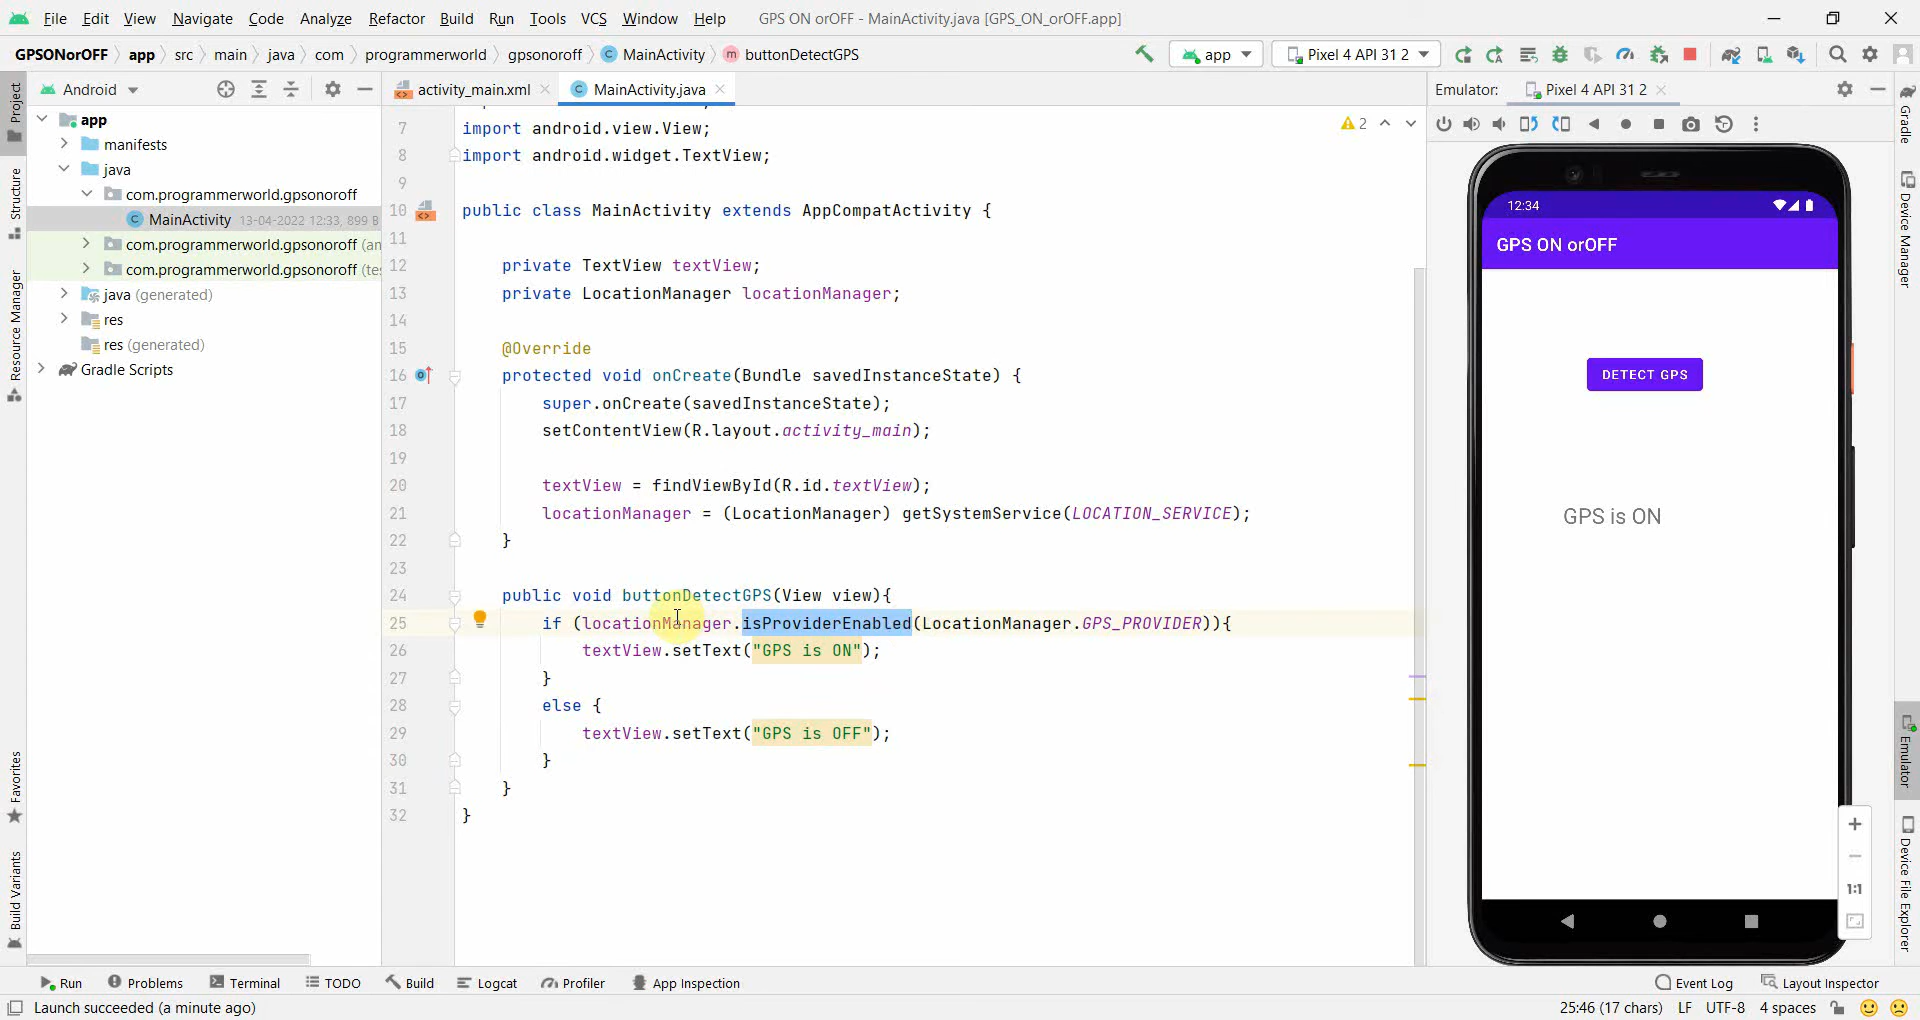 File Edit View Navigate Code Analyze Refactor Build Run Tools VCS Window Help GPS ON orOFF - MainActivity.java [GPS_ON_orOFF.app]
GPSONorOFF app src main java com programmerworld gpsonoroff MainActivity buttonDetectGPS app Pixel 4 API 31 2
Project
Structure
Resource Manager
Favorites
Build Variants
Android
app
manifests
java
com.programmerworld.gpsonoroff
MainActivity 13-04-2022 12:33, 899 B
com.programmerworld.gpsonoroff (an
com.programmerworld.gpsonoroff (tes
java (generated)
res
res (generated)
Gradle Scripts
activity_main.xml MainActivity.java
2
7 import android.view.View;
8 import android.widget.TextView;
9
10 public class MainActivity extends AppCompatActivity {
11
12 private TextView textView;
13 private LocationManager locationManager;
14
15 @Override
16 protected void onCreate(Bundle savedInstanceState) {
17 super.onCreate(savedInstanceState);
18 setContentView(R.layout.activity_main);
19
20 textView = findViewById(R.id.textView);
21 locationManager = (LocationManager) getSystemService(LOCATION_SERVICE);
22 }
23
24 public void buttonDetectGPS(View view){
25 if (locationManager.isProviderEnabled(LocationManager.GPS_PROVIDER)){
26 textView.setText("GPS is ON");
27 }
28 else {
29 textView.setText("GPS is OFF");
30 }
31 }
32 }
Emulator: Pixel 4 API 31 2
12:34
GPS ON orOFF
DETECT GPS
GPS is ON
1:1
Gradle
Device Manager
Emulator
Device File Explorer
Run Problems Terminal TODO Build Logcat Profiler App Inspection Event Log Layout Inspector
Launch succeeded (a minute ago) 25:46 (17 chars) LF UTF-8 4 spaces